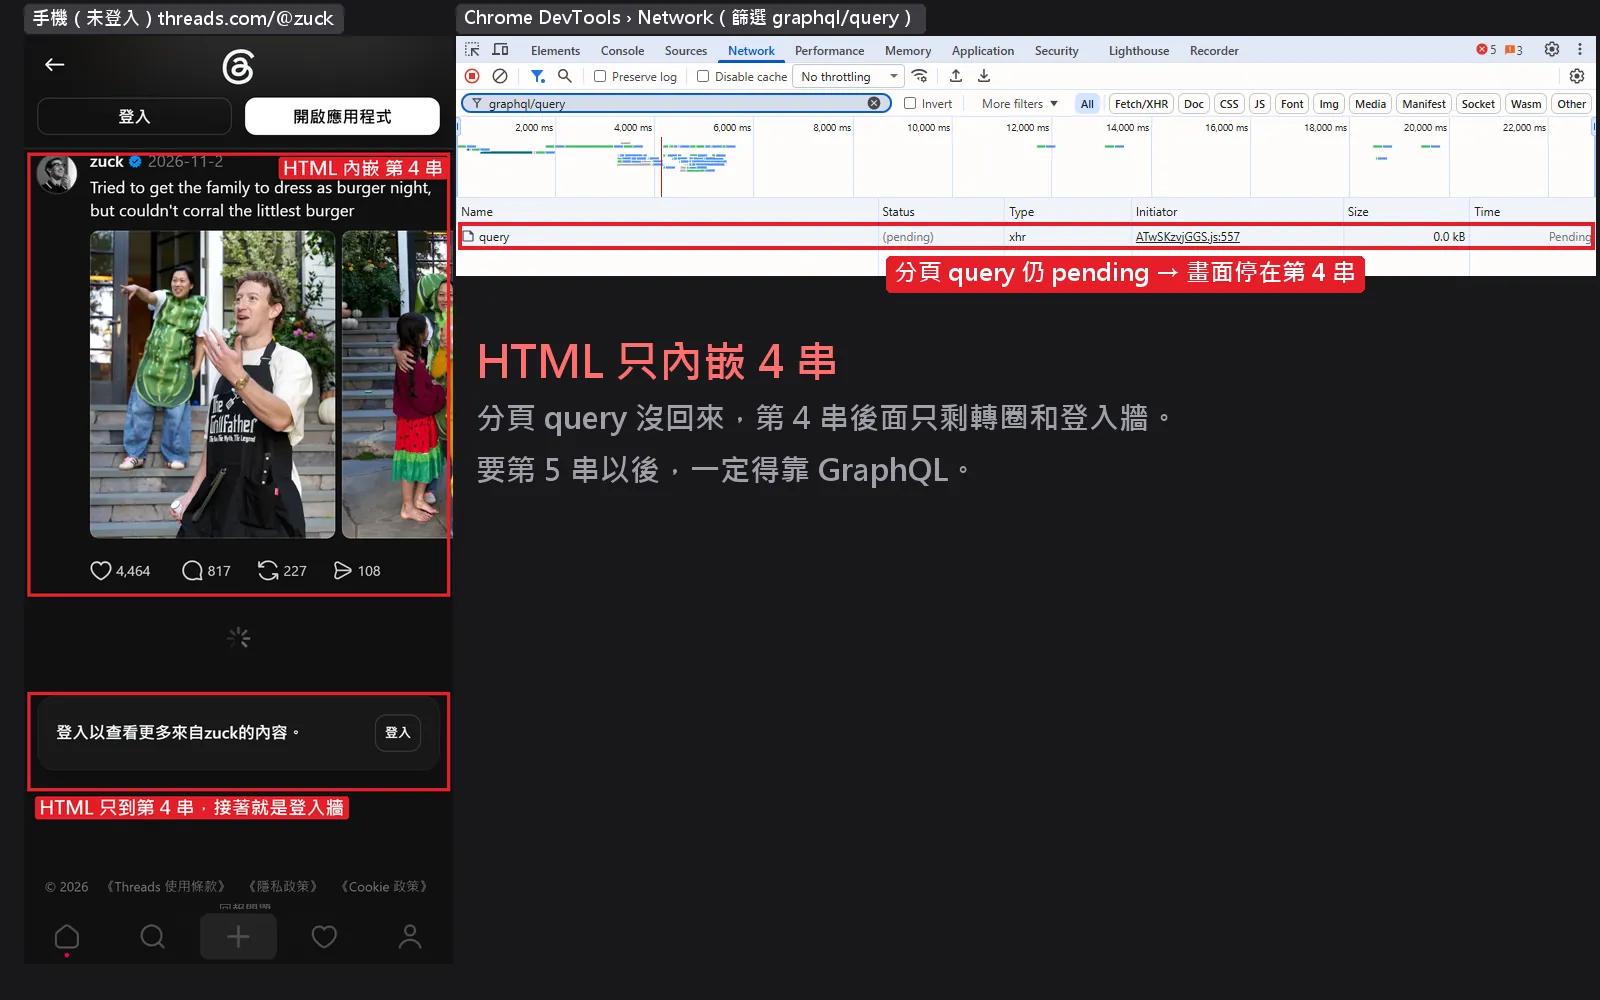 手機（未登入）threads.com/@zuck
登入
開啟應用程式
zuck 2026-11-2
HTML 內嵌 第 4 串
Tried to get the family to dress as burger night,
but couldn't corral the littlest burger
The
GrillFather
4,464 817 227 108
登入以查看更多來自zuck的內容。
登入
HTML 只到第 4 串，接著就是登入牆
© 2026 《Threads 使用條款》 《隱私政策》 《Cookie 政策》
回報問題
Chrome DevTools › Network（篩選 graphql/query）
Elements Console Sources Network Performance Memory Application Security Lighthouse Recorder 5 3
Preserve log Disable cache No throttling
graphql/query Invert More filters All Fetch/XHR Doc CSS JS Font Img Media Manifest Socket Wasm Other
2,000 ms 4,000 ms 6,000 ms 8,000 ms 10,000 ms 12,000 ms 14,000 ms 16,000 ms 18,000 ms 20,000 ms 22,000 ms
Name Status Type Initiator Size Time
query (pending) xhr ATwSKzvjGGS.js:557 0.0 kB Pending
分頁 query 仍 pending → 畫面停在第 4 串
HTML 只內嵌 4 串
分頁 query 沒回來，第 4 串後面只剩轉圈和登入牆。
要第 5 串以後，一定得靠 GraphQL。